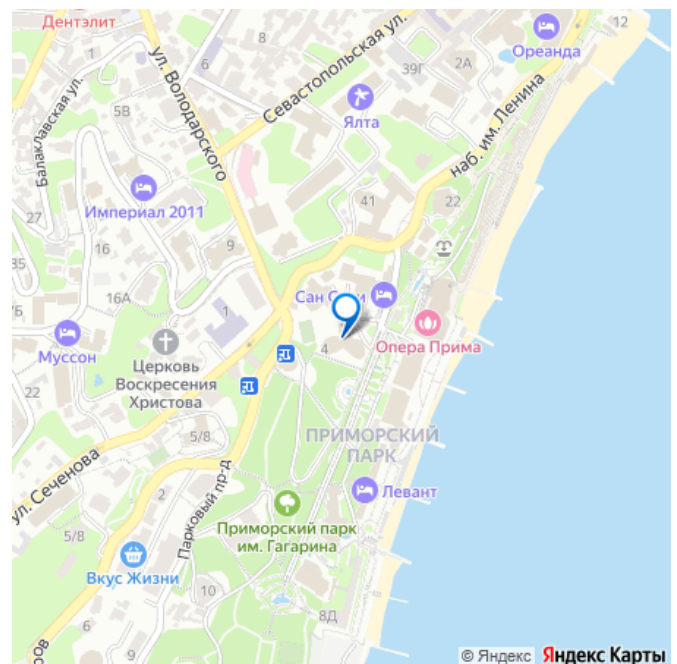 Дентэлит
6
8
12
Ореанда
1
39Г
2А
Севастопольская ул.
Балаклавская ул.
ул. Володарского
5В
Ялта
наб. им. Ленина
27
Империал 2011
41
22
16
9
35
16А
1
Сан
Муссон
Опера Прима
4
Церковь
Воскресения
Христова
22
5/8
ПРИМОРСКИЙ
ПАРК
ул. Сеченова
Левант
2
Парковый пр-д
Приморский парк
им. Гагарина
5/8
Вкус Жизни
10
8Д
ров
© Яндекс Яндекс Карты